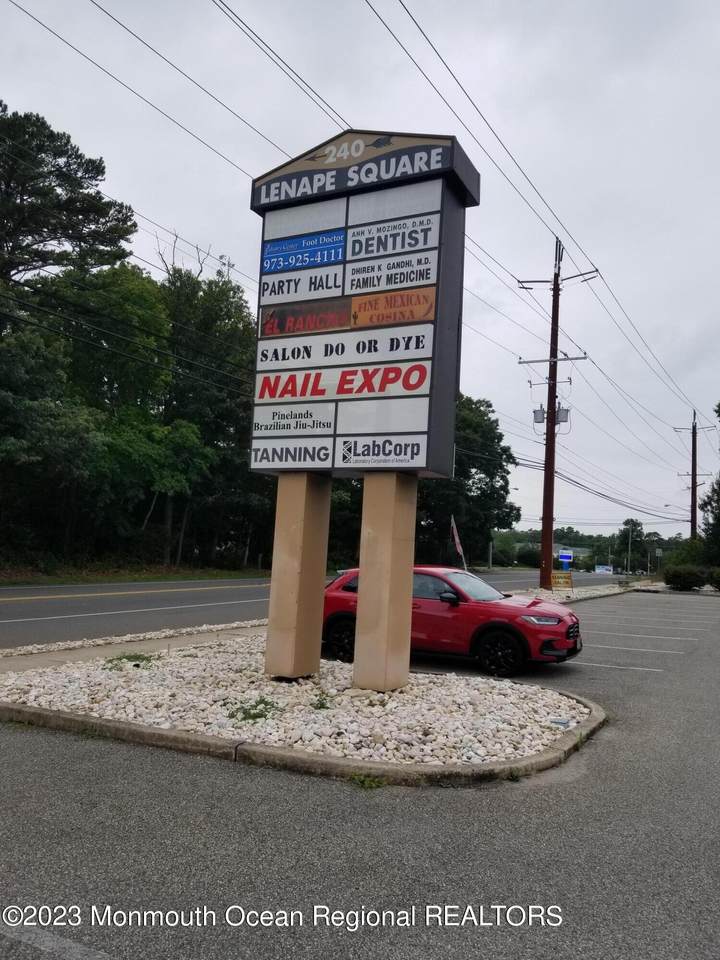 240
LENAPE SQUARE
Foot Doctor
973-925-4111
ANN V. MOZINGO, D.M.D.
DENTIST
PARTY HALL
DHIREN K. GANDHI, M.D.
FAMILY MEDICINE
EL RANCHO
FINE MEXICAN
COSINA
SALON DO OR DYE
NAIL EXPO
Pinelands
Brazilian Jiu-Jitsu
TANNING
LabCorp
Laboratory Corporation of America
©2023 Monmouth Ocean Regional REALTORS®